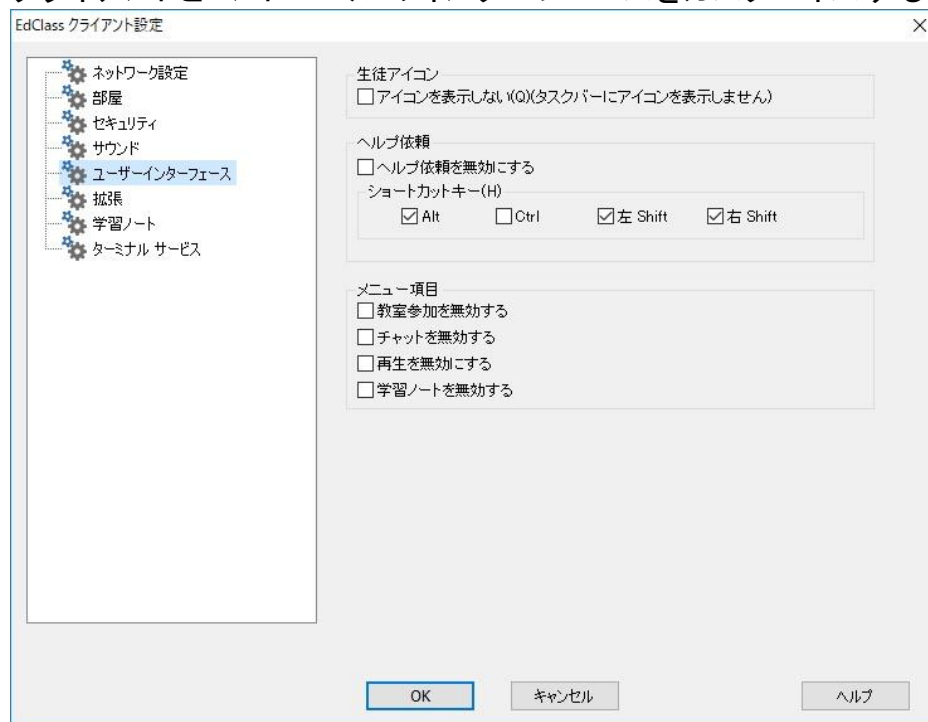 EdClass クライアント設定
ネットワーク設定
部屋
セキュリティ
サウンド
ユーザーインターフェース
拡張
学習ノート
ターミナル サービス
生徒アイコン
アイコンを表示しない(Q)(タスクバーにアイコンを表示しません)
ヘルプ依頼
ヘルプ依頼を無効にする
ショートカットキー(H)
Alt Ctrl 左 Shift 右 Shift
メニュー項目
教室参加を無効する
チャットを無効する
再生を無効にする
学習ノートを無効する
OK キャンセル ヘルプ